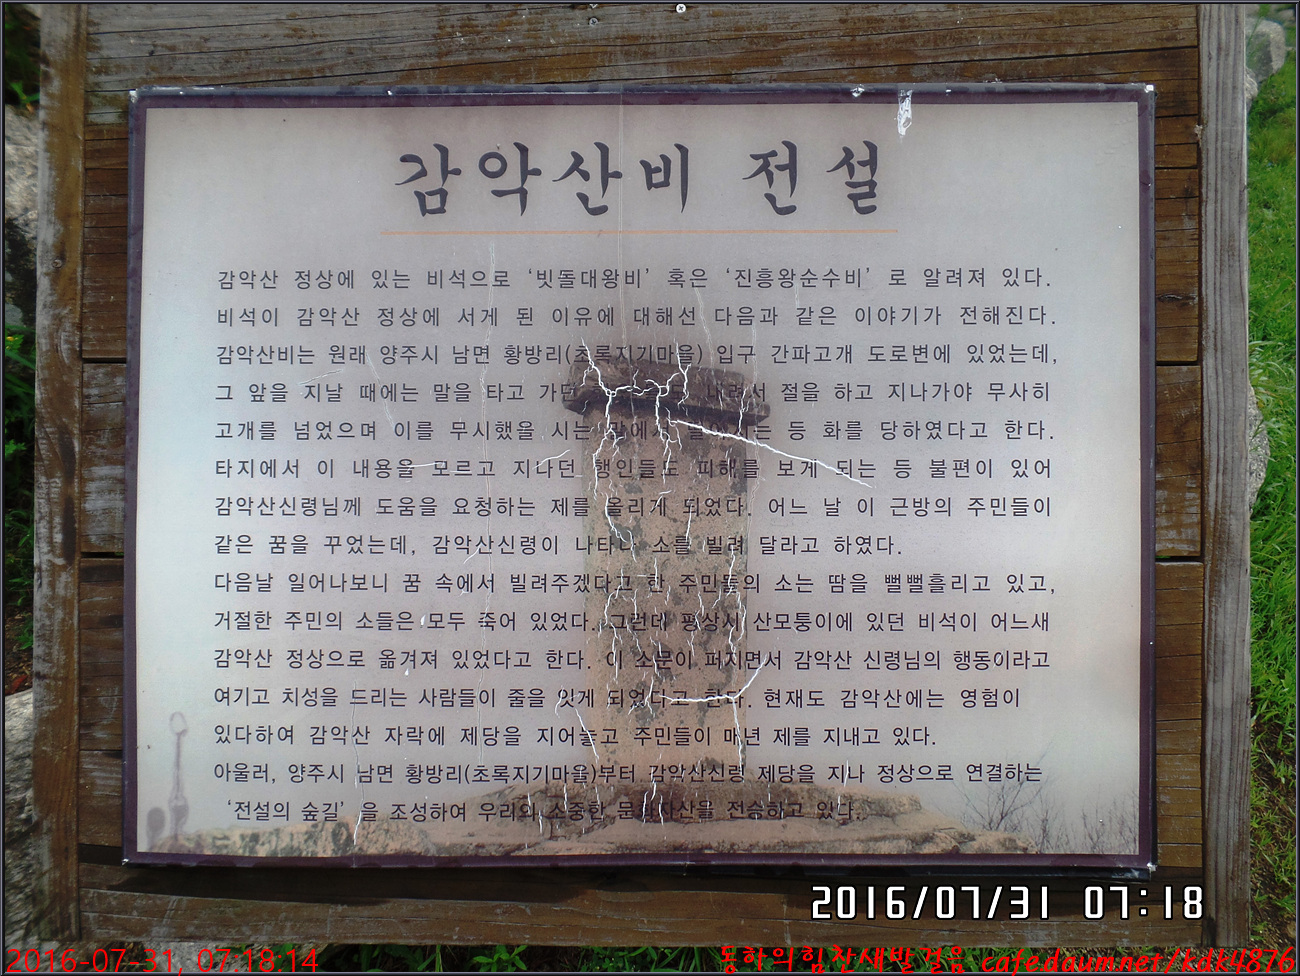 감악산비 전설
감악산 정상에 있는 비석으로 ‘빗돌대왕비’ 혹은 ‘진흥왕순수비’ 로 알려져 있다.
비석이 감악산 정상에 서게 된 이유에 대해선 다음과 같은 이야기가 전해진다.
감악산비는 원래 양주시 남면 황방리(초록지기마을) 입구 간파고개 도로변에 있었는데,
그 앞을 지날 때에는 말을 타고 내려서 절을 하고 지나가야 무사히
고개를 넘었으며 이를 무시했을 시는 말에서 등 화를 당하였다고 한다.
타지에서 이 내용을 모르고 지나던 행인들도 피해를 보게 되는 등 불편이 있어
감악산신령님께 도움을 요청하는 제를 올리게 되었다. 어느 날 이 근방의 주민들이
같은 꿈을 꾸었는데, 감악산신령이 나타나 소를 빌려 달라고 하였다.
다음날 일어나보니 꿈 속에서 빌려주겠다고 한 주민들의 소는 땀을 뻘뻘흘리고 있고,
거절한 주민의 소들은 모두 죽어 있었다. 그런데 평상시 산모퉁이에 있던 비석이 어느새
감악산 정상으로 옮겨져 있었다고 한다. 이 소문이 퍼지면서 감악산 신령님의 행동이라고
여기고 치성을 드리는 사람들이 줄을 잇게 되었다고 한다. 현재도 감악산에는 영험이
있다하여 감악산 자락에 제당을 지어놓고 주민들이 매년 제를 지내고 있다.
아울러, 양주시 남면 황방리(초록지기마을)부터 감악산신령 제당을 지나 정상으로 연결하는
‘전설의 숲길’ 을 조성하여 우리의 소중한 문화자산을 전승하고 있다.
2016/07/31 07:18
2016-07-31, 07:18:14
동하의힘찬새발걸음 cafe.daum.net/kdk4876